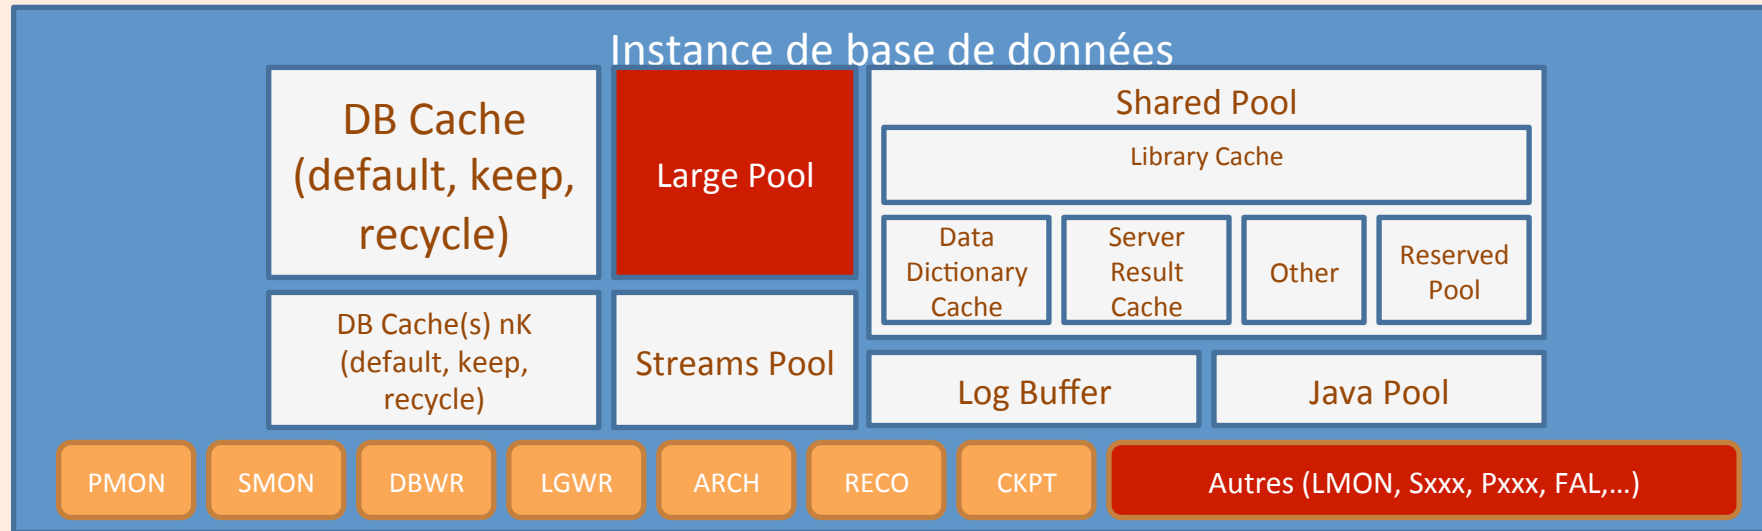 Instance de base de données
DB Cache
(default, keep,
recycle)
Large Pool
Shared Pool
Library Cache
Data
Dictionary
Cache
Server
Result
Cache
Other
Reserved
Pool
DB Cache(s) nK
(default, keep,
recycle)
Streams Pool
Log Buffer
Java Pool
PMON
SMON
DBWR
LGWR
ARCH
RECO
CKPT
Autres (LMON, Sxxx, Pxxx, FAL,...)